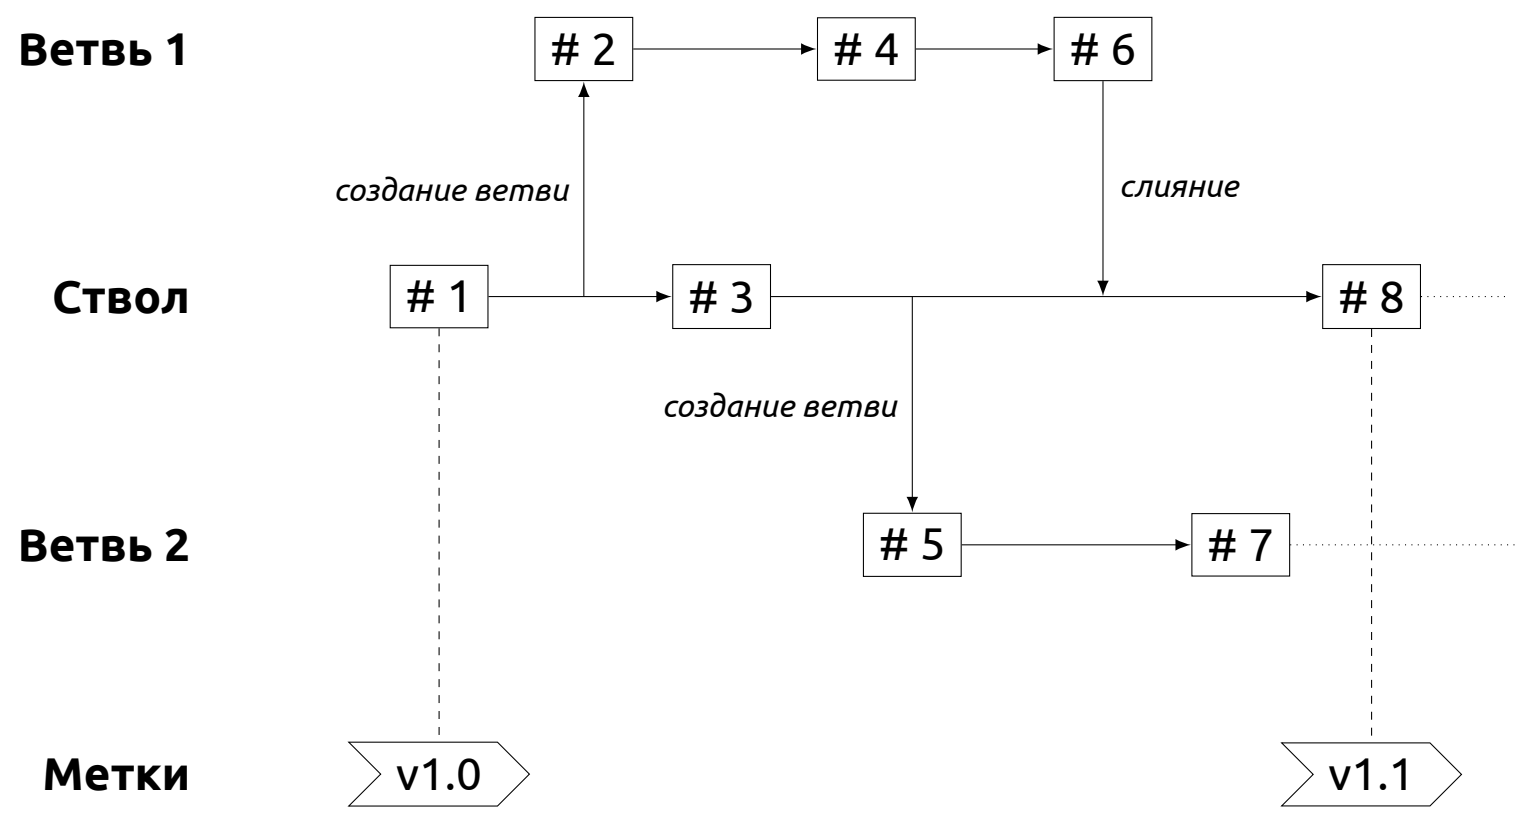 Ветвь 1
# 2
# 4
# 6
создание ветви
слияние
Ствол
# 1
# 3
# 8
создание ветви
Ветвь 2
# 5
# 7
Метки
v1.0
v1.1